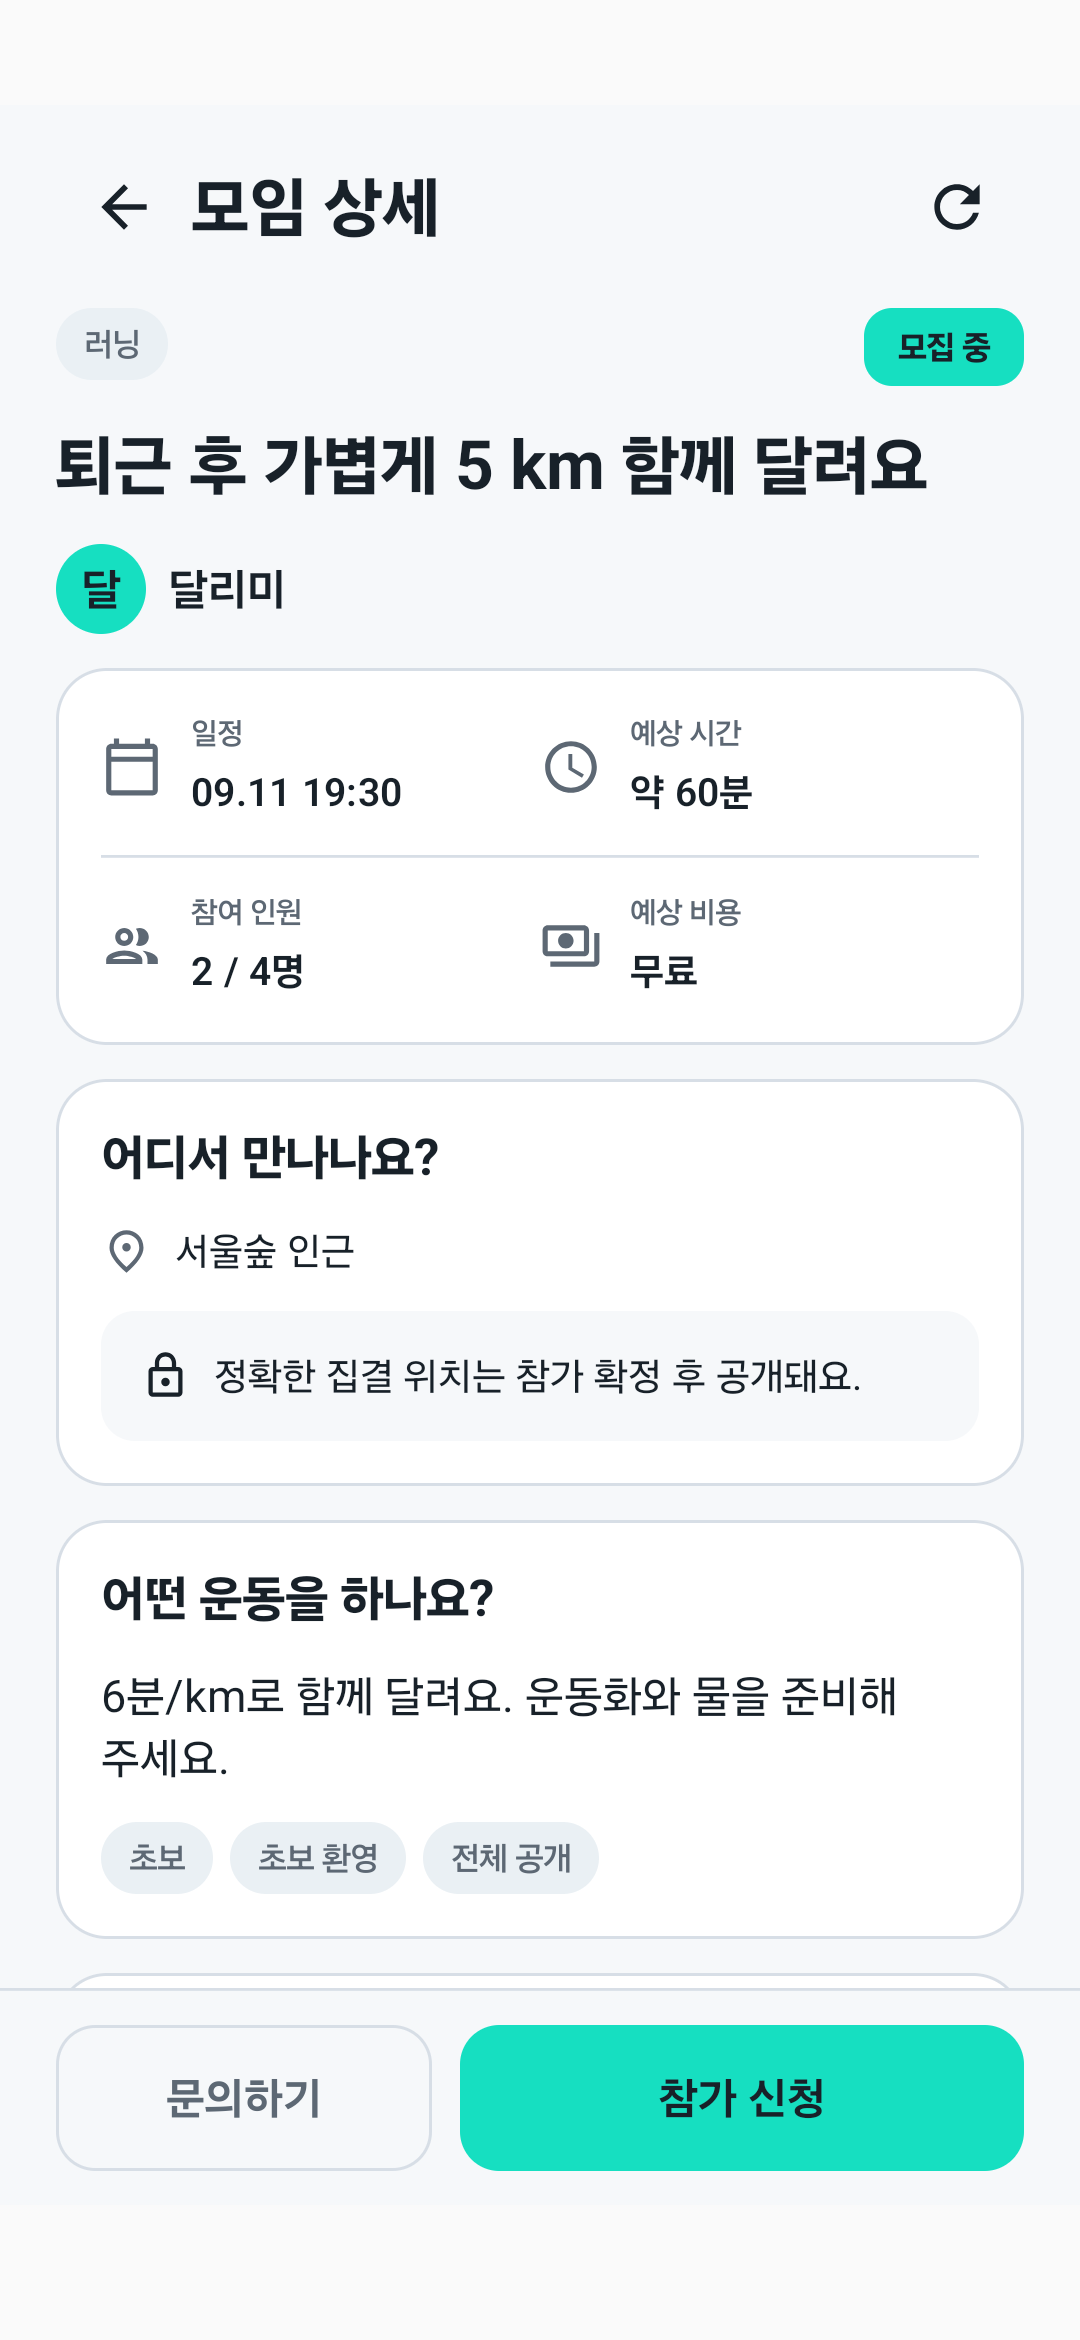 모임 상세
러닝
모집 중
퇴근 후 가볍게 5 km 함께 달려요
달 달리미
일정
09.11 19:30
예상 시간
약 60분
참여 인원
2 / 4명
예상 비용
무료
어디서 만나나요?
서울숲 인근
정확한 집결 위치는 참가 확정 후 공개돼요.
어떤 운동을 하나요?
6분/km로 함께 달려요. 운동화와 물을 준비해
주세요.
초보 초보 환영 전체 공개
문의하기
참가 신청